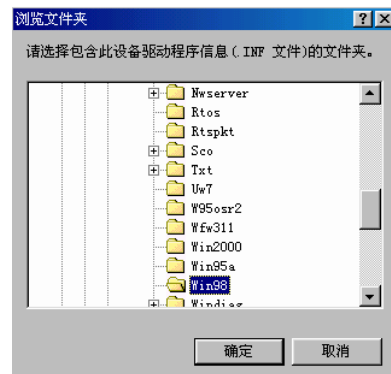 浏览文件夹
请选择包含此设备驱动程序信息(.INF 文件)的文件夹。
Nwserver
Rtos
Rtspkt
Sco
Txt
Uw7
W95osr2
Wfw311
Win2000
Win95a
Win98
Windiag
确定 取消